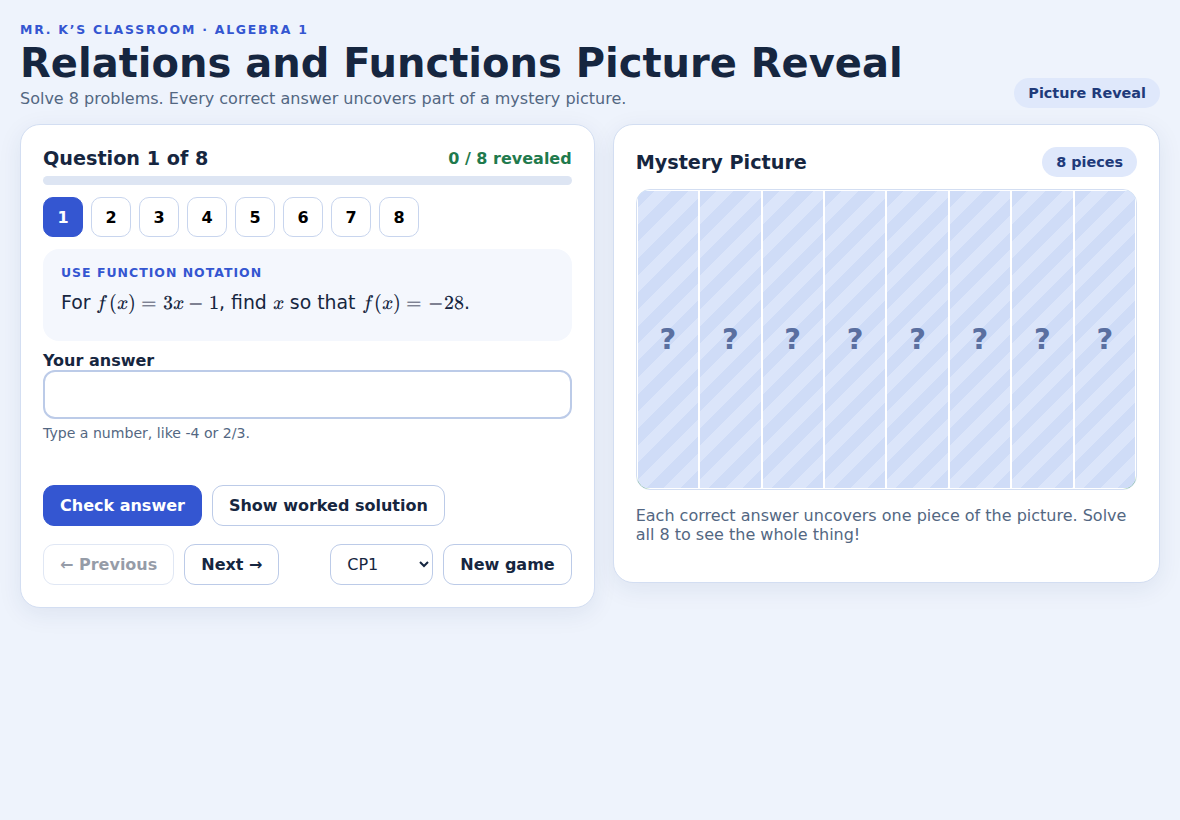 MR. K’S CLASSROOM · ALGEBRA 1
Relations and Functions Picture Reveal
Solve 8 problems. Every correct answer uncovers part of a mystery picture.
Picture Reveal
Question 1 of 8
0 / 8 revealed
1 2 3 4 5 6 7 8
USE FUNCTION NOTATION
For f(x) = 3x − 1, find x so that f(x) = −28.
Your answer
Type a number, like -4 or 2/3.
Check answer
Show worked solution
← Previous
Next →
CP1
New game
Mystery Picture
8 pieces
? ? ? ? ? ? ? ?
Each correct answer uncovers one piece of the picture. Solve
all 8 to see the whole thing!